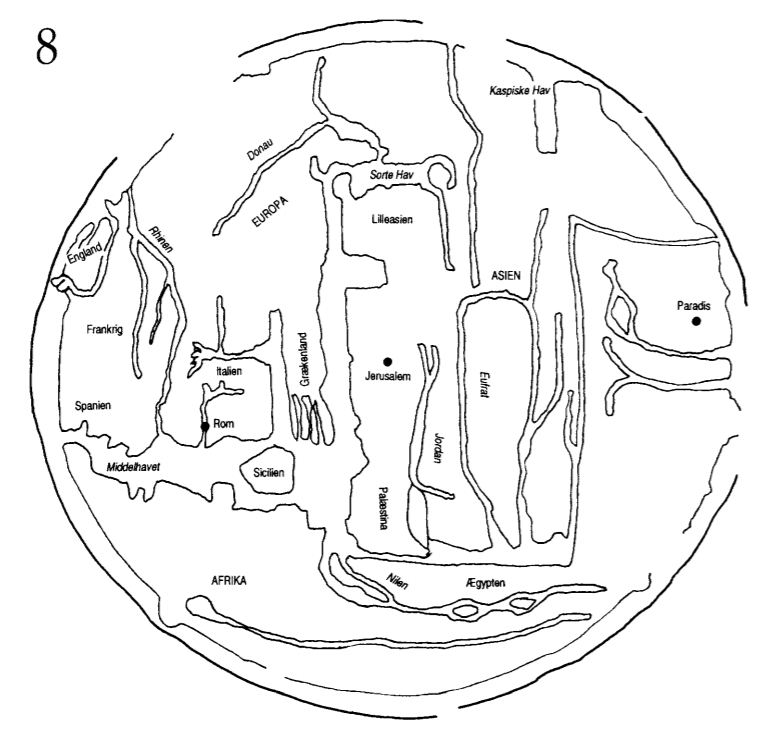 8
Kaspiske Hav
Donau
Sorte Hav
EUROPA
Lilleasien
Rhinen
England
ASIEN
Paradis
Frankrig
Grækenland
Italien
Jerusalem
Eufrat
Spanien
Rom
Jordan
Middelhavet
Sicilien
Palæstina
AFRIKA
Nilen
Ægypten